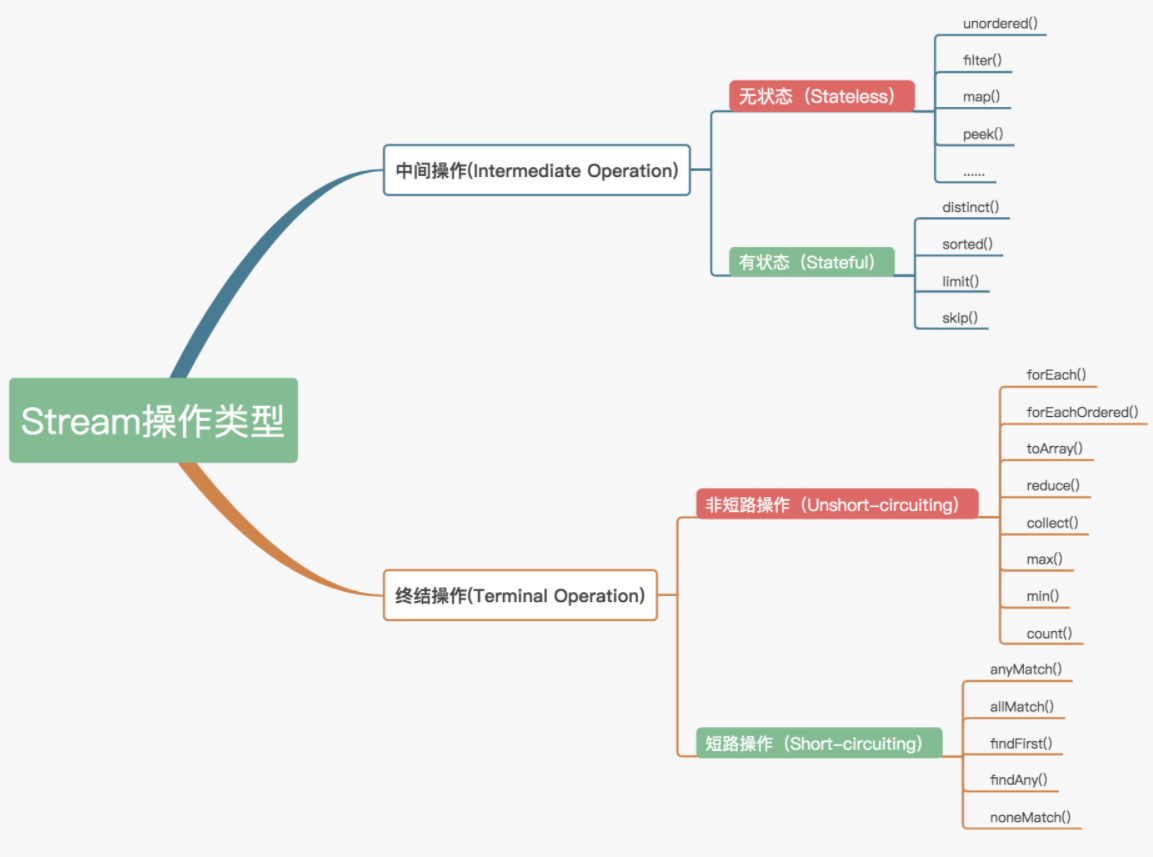 Stream操作类型
中间操作(Intermediate Operation)
无状态（Stateless）
unordered()
filter()
map()
peek()
......
有状态（Stateful）
distinct()
sorted()
limit()
skip()
终结操作(Terminal Operation)
非短路操作（Unshort-circuiting）
forEach()
forEachOrdered()
toArray()
reduce()
collect()
max()
min()
count()
短路操作（Short-circuiting）
anyMatch()
allMatch()
findFirst()
findAny()
noneMatch()